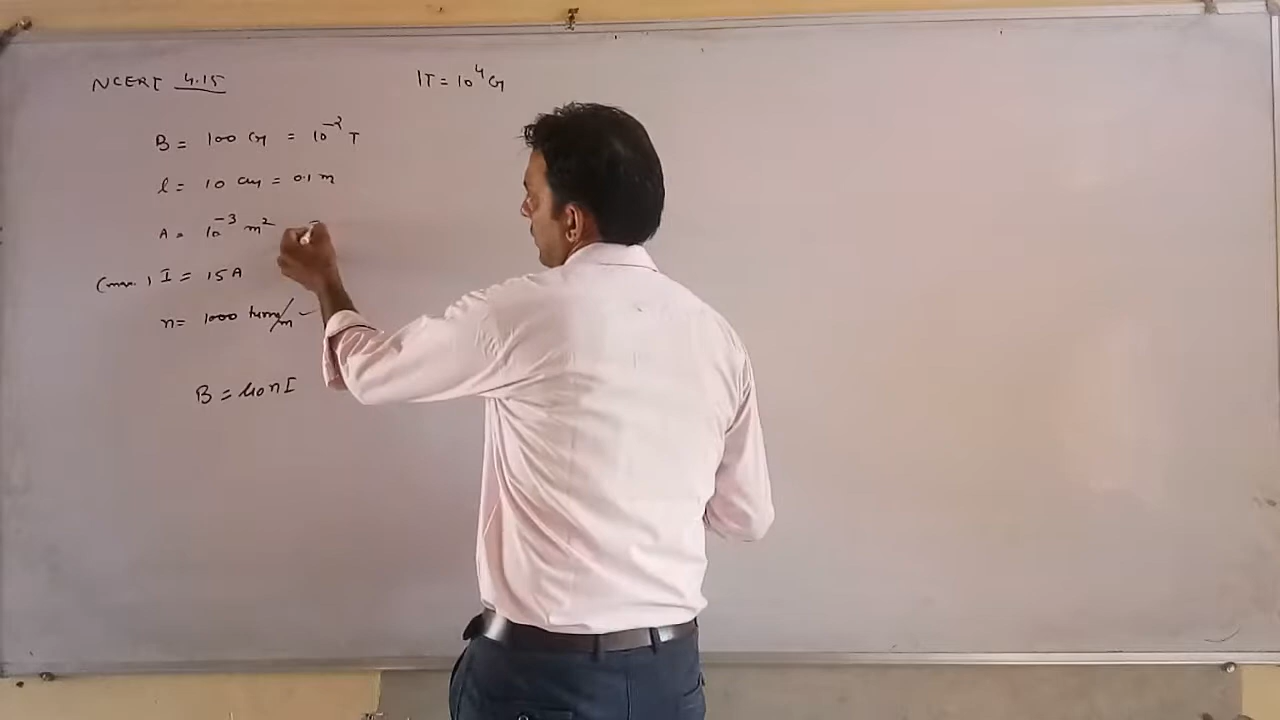 NCERT 4.15
1T = 10⁴ G
B = 100 G = 10⁻² T
l = 10 cm = 0.1 m
A = 10⁻³ m²
(max.) I = 15 A
n = 1000 turns/m
B = μ₀nI